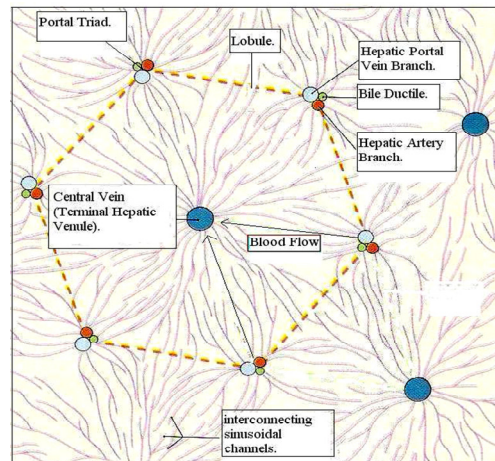 Portal Triad.
Lobule.
Hepatic Portal
Vein Branch.
Bile Ductile.
Hepatic Artery
Branch.
Central Vein
(Terminal Hepatic
Venule).
Blood Flow
interconnecting
sinusoidal
channels.